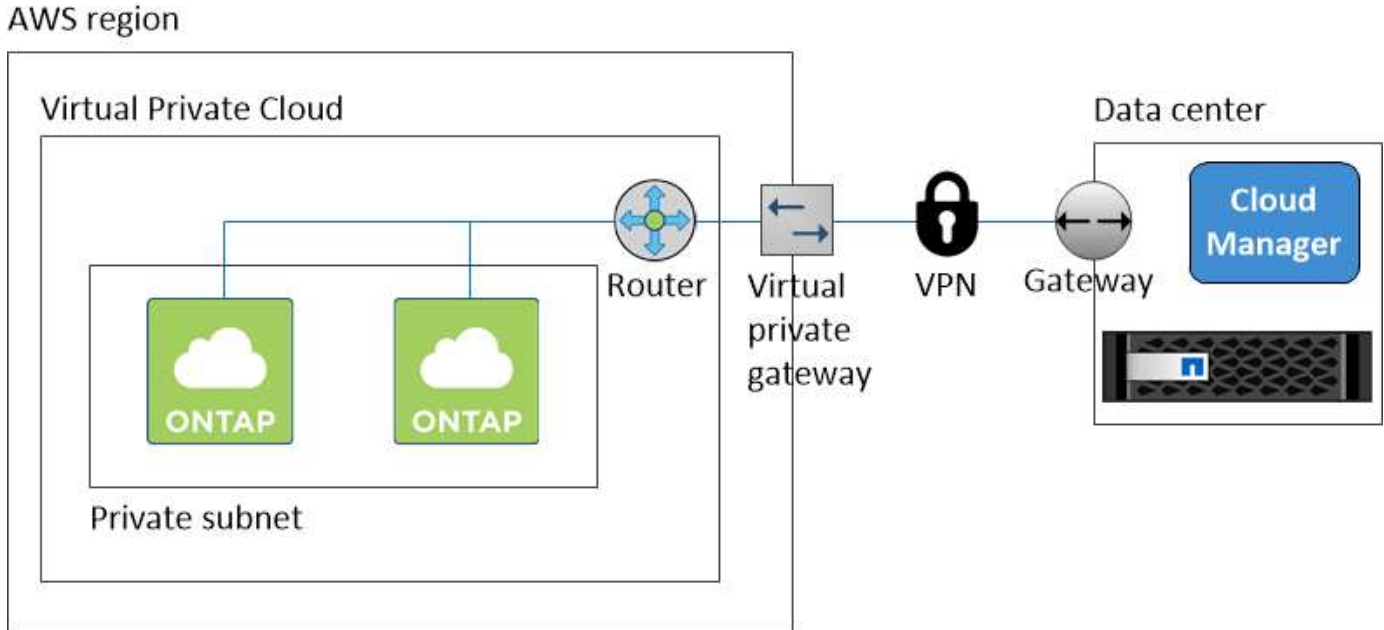 AWS region
Virtual Private Cloud
Data center
Cloud
Manager
Router
Virtual
private
gateway
VPN
Gateway
ONTAP
ONTAP
Private subnet